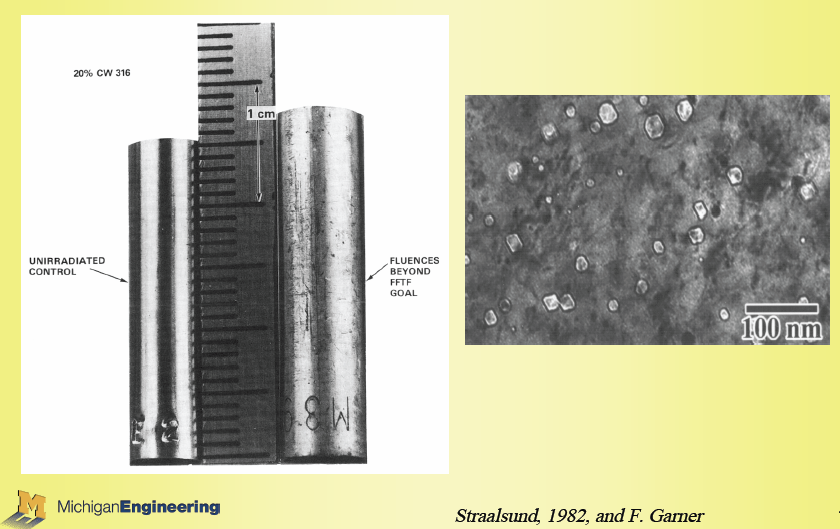 20% CW 316
1 cm
UNIRRADIATED
CONTROL
FLUENCES
BEYOND
FFTF
GOAL
100 nm
M
MichiganEngineering
Straalsund, 1982, and F. Garner